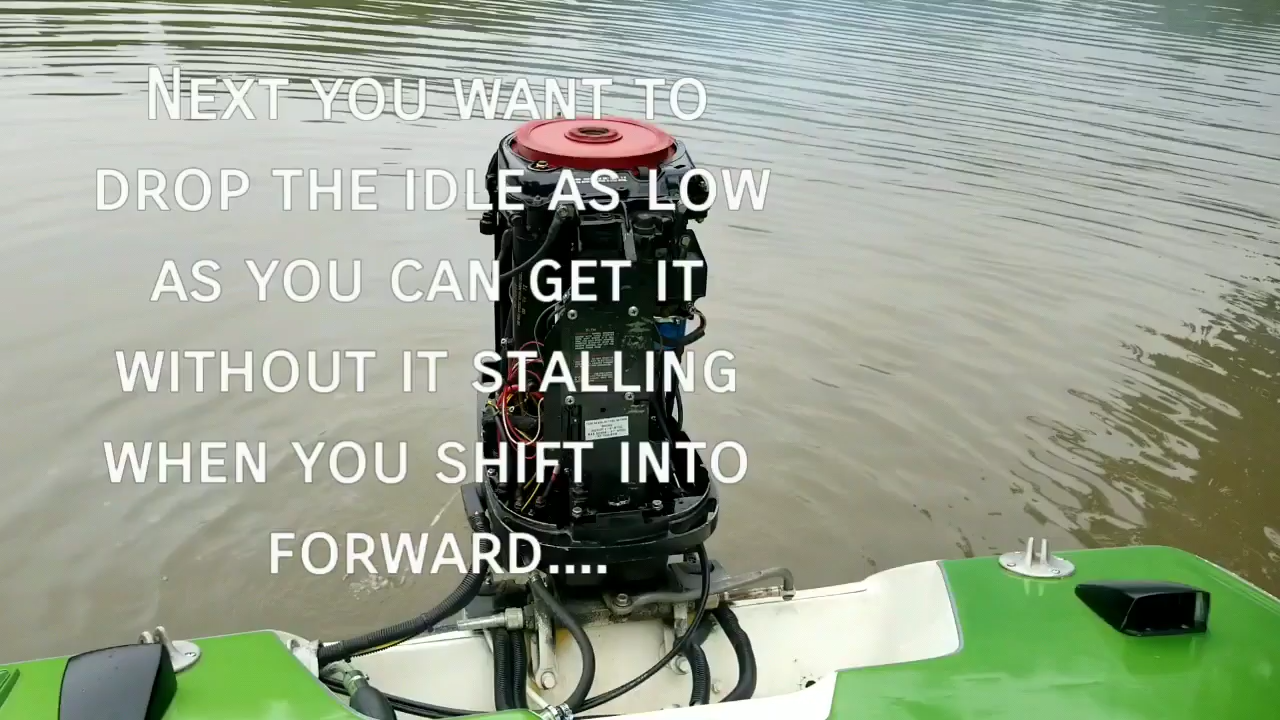 Next you want to
drop the idle as low
as you can get it
without it stalling
when you shift into
forward....